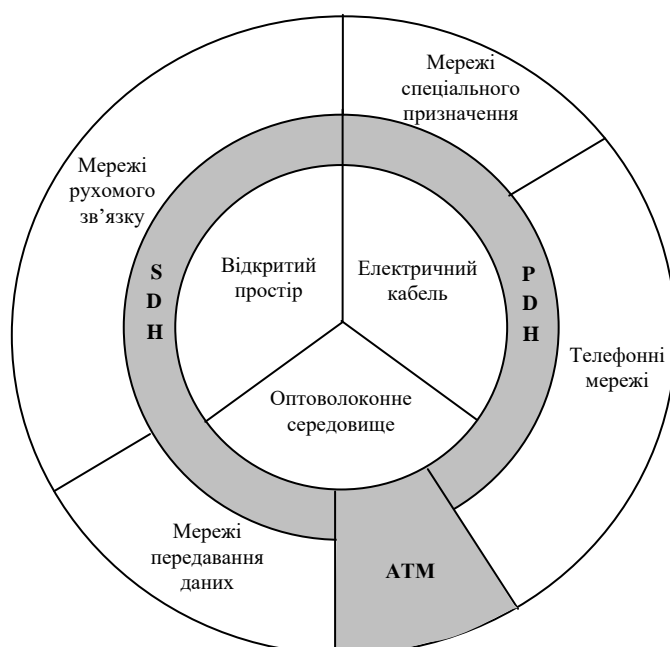 Мережі
спеціального
призначення
Мережі
рухомого
зв’язку
S
D
H
Відкритий
простір
Електричний
кабель
P
D
H
Телефонні
мережі
Оптоволоконне
середовище
Мережі
передавання
даних
ATM